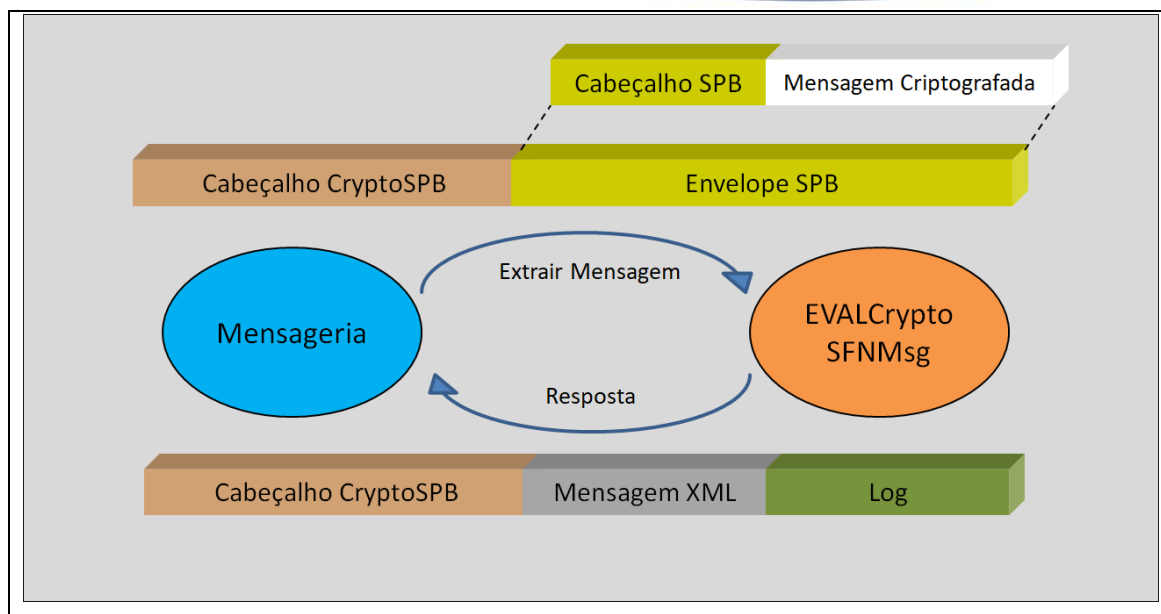 Cabeçalho SPB
Mensagem Criptografada
Cabeçalho CryptoSPB
Envelope SPB
Extrair Mensagem
Mensageria
EVALCrypto
SFNMsg
Resposta
Cabeçalho CryptoSPB
Mensagem XML
Log